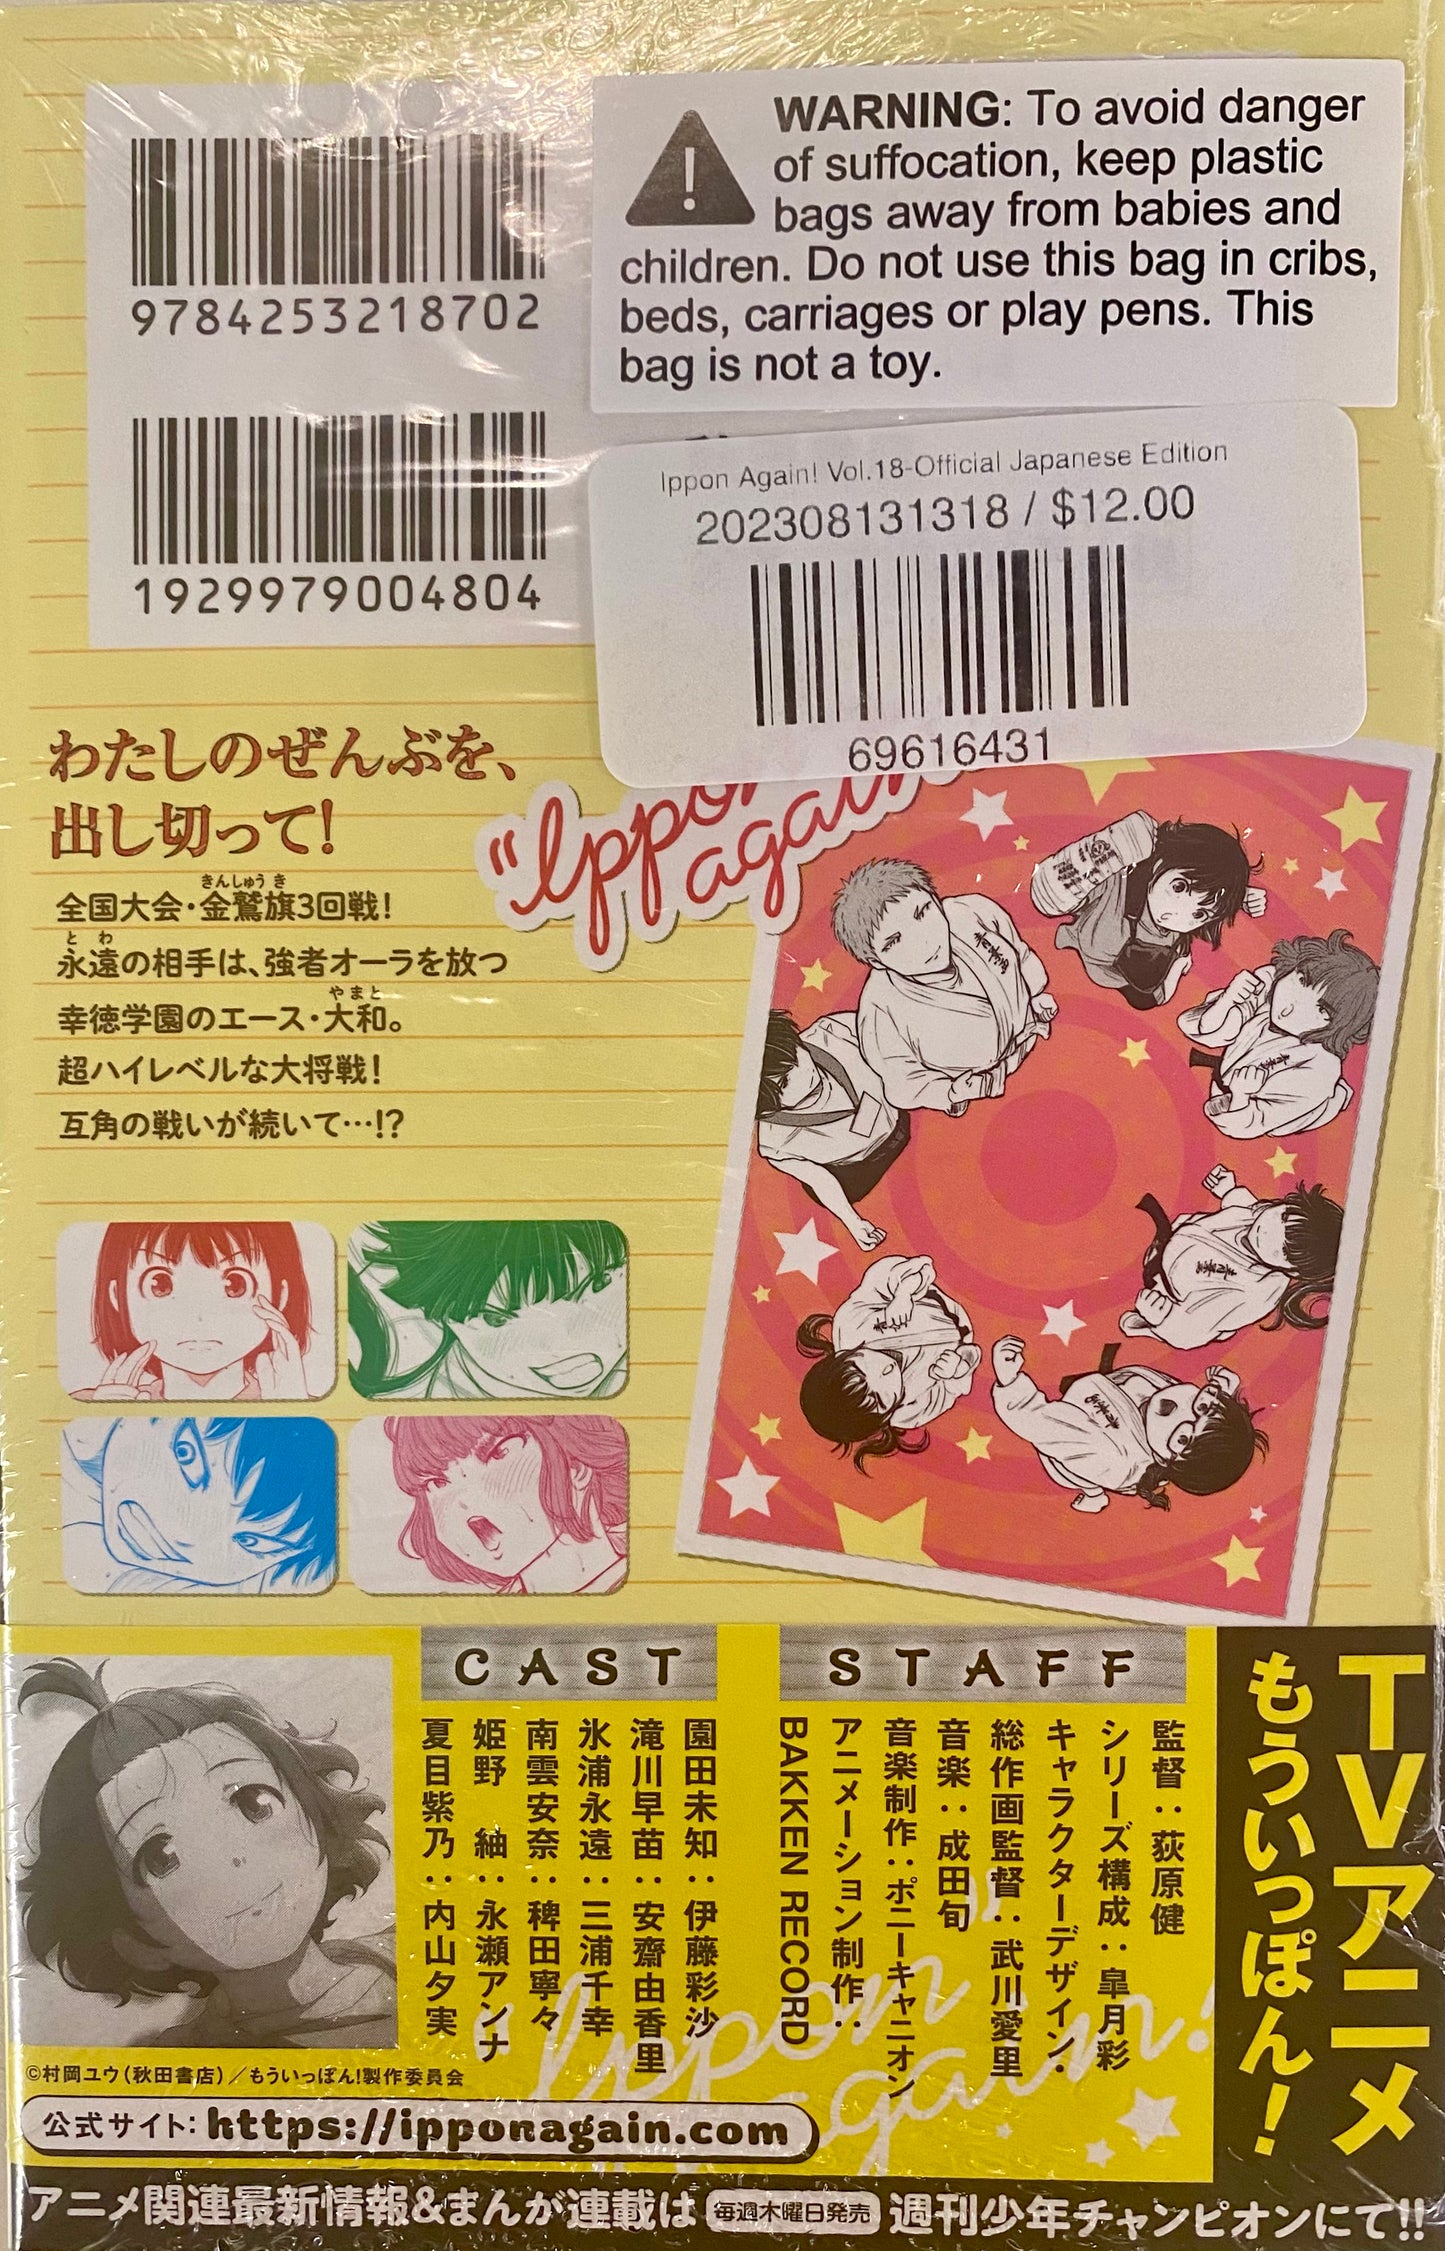 9784253218702
1929979004804
WARNING: To avoid danger
of suffocation, keep plastic
bags away from babies and
children. Do not use this bag in cribs,
beds, carriages or play pens. This
bag is not a toy.
Ippon Again! Vol.18-Official Japanese Edition
202308131318 / $12.00
69616431
わたしのぜんぶを、
出し切って!
全国大会・金鷲旗3回戦!
きんしゅうき
永遠の相手は、強者オーラを放つ
とわ
幸徳学園のエース・大和。
やまと
超ハイレベルな大将戦!
互角の戦いが続いて…!?
"Ippon
again
TVアニメ
もういっぽん!
STAFF
監督：荻原健
シリーズ構成：皐月彩
キャラクターデザイン・
総作画監督：武川愛里
音楽：成田旬
音楽制作：ポニーキャニオン
アニメーション制作：
BAKKEN RECORD
CAST
園田未知：伊藤彩沙
滝川早苗：安齋由香里
氷浦永遠：三浦千幸
南雲安奈：稗田寧々
姫野 紬：永瀬アンナ
夏目紫乃：内山夕実
"Ippon
again!
©村岡ユウ(秋田書店)／もういっぽん!製作委員会
公式サイト:https://ipponagain.com
アニメ関連最新情報&まんが連載は 毎週木曜日発売 週刊少年チャンピオンにて!!